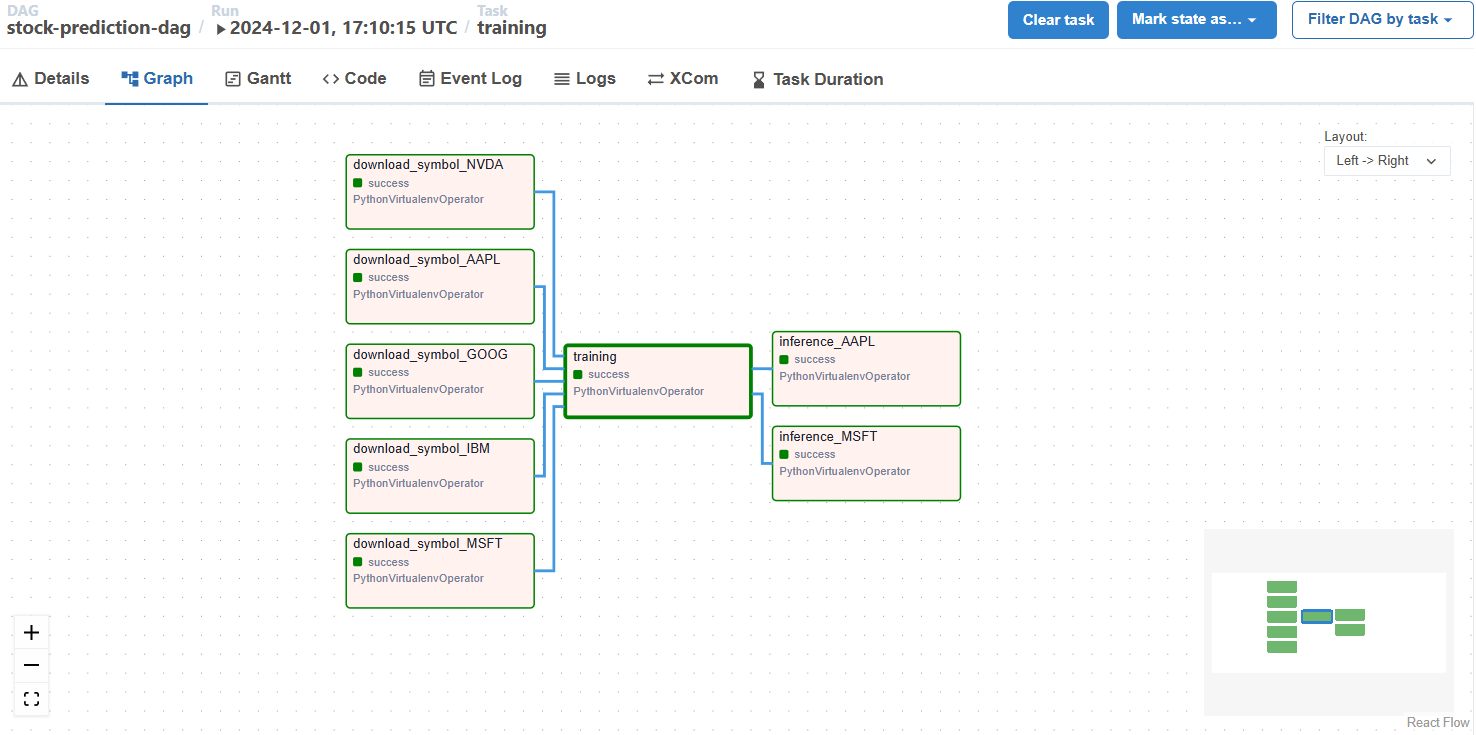 DAG
stock-prediction-dag
/
Run
2024-12-01, 17:10:15 UTC
/
Task
training
Clear task
Mark state as…
Filter DAG by task
Details
Graph
Gantt
Code
Event Log
Logs
XCom
Task Duration
Layout:
Left -> Right
download_symbol_NVDA
success
PythonVirtualenvOperator
download_symbol_AAPL
success
PythonVirtualenvOperator
download_symbol_GOOG
success
PythonVirtualenvOperator
download_symbol_IBM
success
PythonVirtualenvOperator
download_symbol_MSFT
success
PythonVirtualenvOperator
training
success
PythonVirtualenvOperator
inference_AAPL
success
PythonVirtualenvOperator
inference_MSFT
success
PythonVirtualenvOperator
React Flow